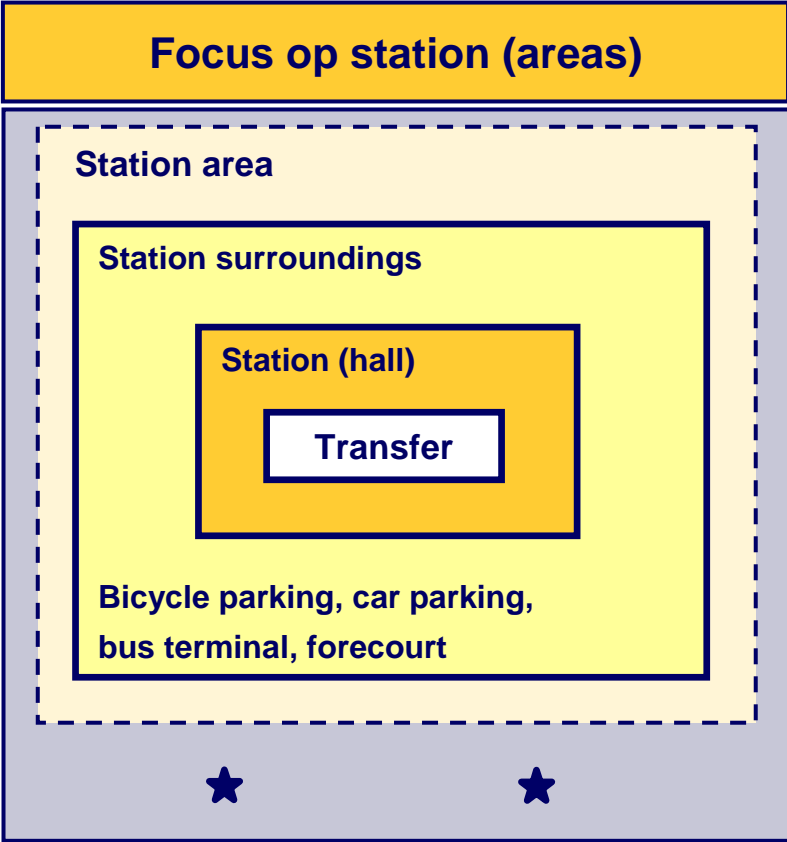 Focus op station (areas)
Station area
Station surroundings
Station (hall)
Transfer
Bicycle parking, car parking,
bus terminal, forecourt